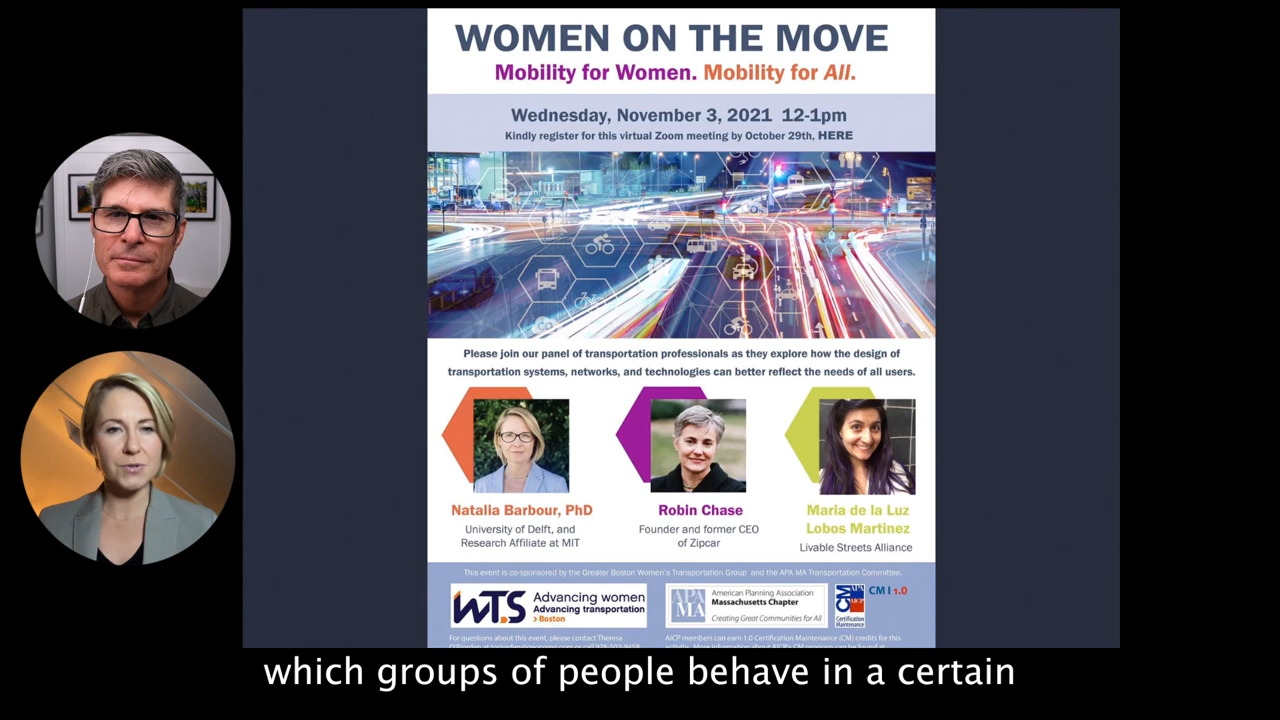 WOMEN ON THE MOVE
Mobility for Women. Mobility for All.
Wednesday, November 3, 2021 12-1pm
Kindly register for this virtual Zoom meeting by October 29th, HERE
Please join our panel of transportation professionals as they explore how the design of
transportation systems, networks, and technologies can better reflect the needs of all users.
Natalia Barbour, PhD
University of Delft, and
Research Affiliate at MIT
Robin Chase
Founder and former CEO
of Zipcar
Maria de la Luz
Lobos Martinez
Livable Streets Alliance
This event is co-sponsored by the Greater Boston Women's Transportation Group and the APA MA Transportation Committee.
WTS
Advancing women
Advancing transportation
Boston
APA
MA
American Planning Association
Massachusetts Chapter
Creating Great Communities for All
CM
Certification
Maintenance
CM | 1.0
For questions about this event, please contact Theresa
AICP members can earn 1.0 Certification Maintenance (CM) credits for this
which groups of people behave in a certain